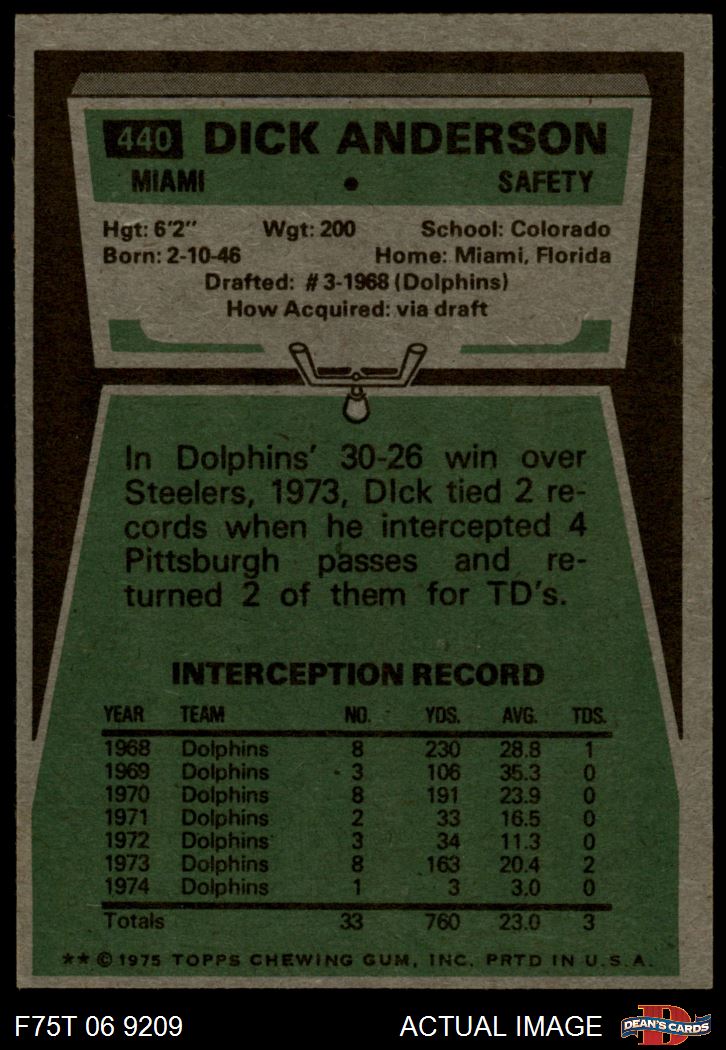 440 DICK ANDERSON
MIAMI • SAFETY
Hgt: 6'2" Wgt: 200 School: Colorado
Born: 2-10-46 Home: Miami, Florida
Drafted: #3-1968 (Dolphins)
How Acquired: via draft
In Dolphins' 30-26 win over
Steelers, 1973, DIck tied 2 re-
cords when he intercepted 4
Pittsburgh passes and re-
turned 2 of them for TD's.
INTERCEPTION RECORD
YEAR TEAM NO. YDS. AVG. TDS.
1968 Dolphins 8 230 28.8 1
1969 Dolphins 3 106 35.3 0
1970 Dolphins 8 191 23.9 0
1971 Dolphins 2 33 16.5 0
1972 Dolphins 3 34 11.3 0
1973 Dolphins 8 163 20.4 2
1974 Dolphins 1 3 3.0 0
Totals 33 760 23.0 3
** © 1975 TOPPS CHEWING GUM, INC. PRTD IN U.S.A.
F75T 06 9209 ACTUAL IMAGE D DEAN'S CARDS